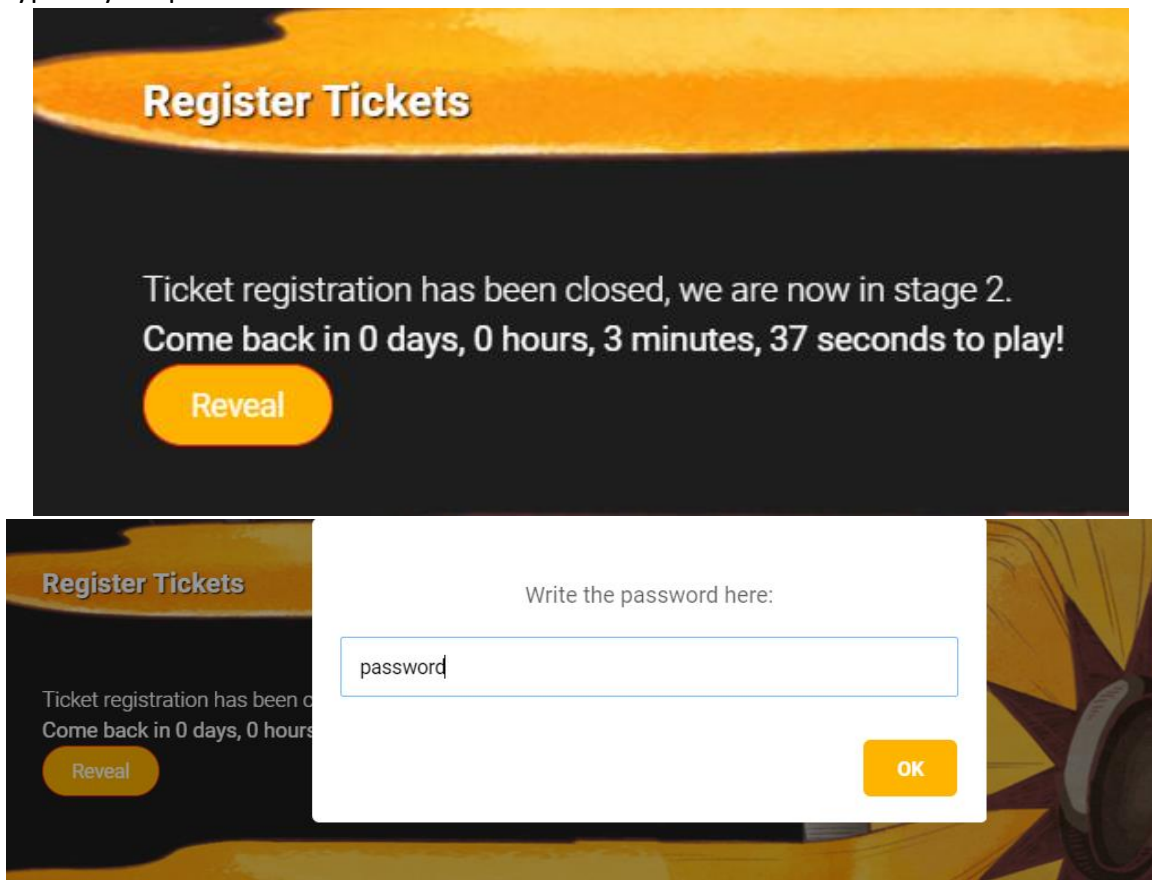 Register Tickets
Ticket registration has been closed, we are now in stage 2.
Come back in 0 days, 0 hours, 3 minutes, 37 seconds to play!
Reveal
Register Tickets
Write the password here:
password
Ticket registration has been
Come back in 0 days, 0 hours
Reveal
OK